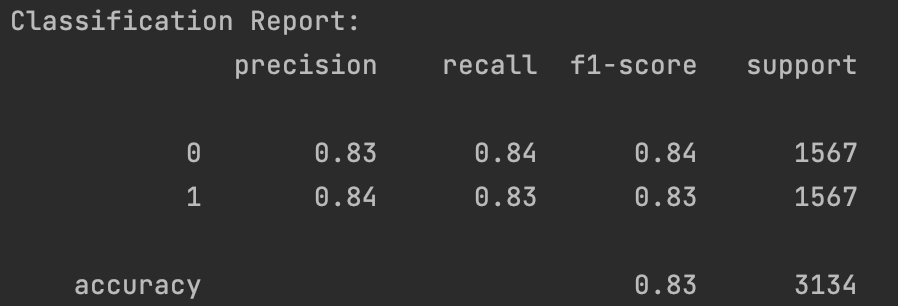 Classification Report:
precision recall f1-score support
0 0.83 0.84 0.84 1567
1 0.84 0.83 0.83 1567
accuracy 0.83 3134